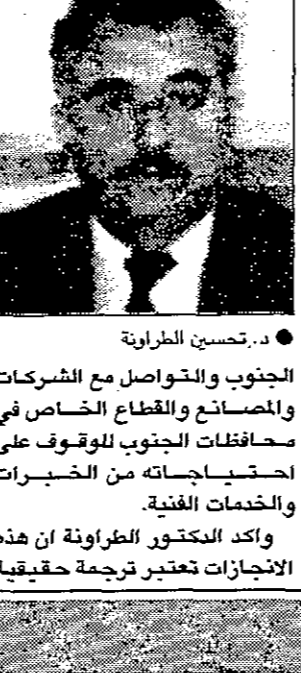 ● د. تحسين الطراونة
الجنوب والتواصل مع الشركات
والمصانع والقطاع الخاص في
محافظات الجنوب للوقوف على
احتياجاته من الخبرات
والخدمات الفنية.
واكد الدكتور الطراونة ان هذه
الانجازات تعتبر ترجمة حقيقية